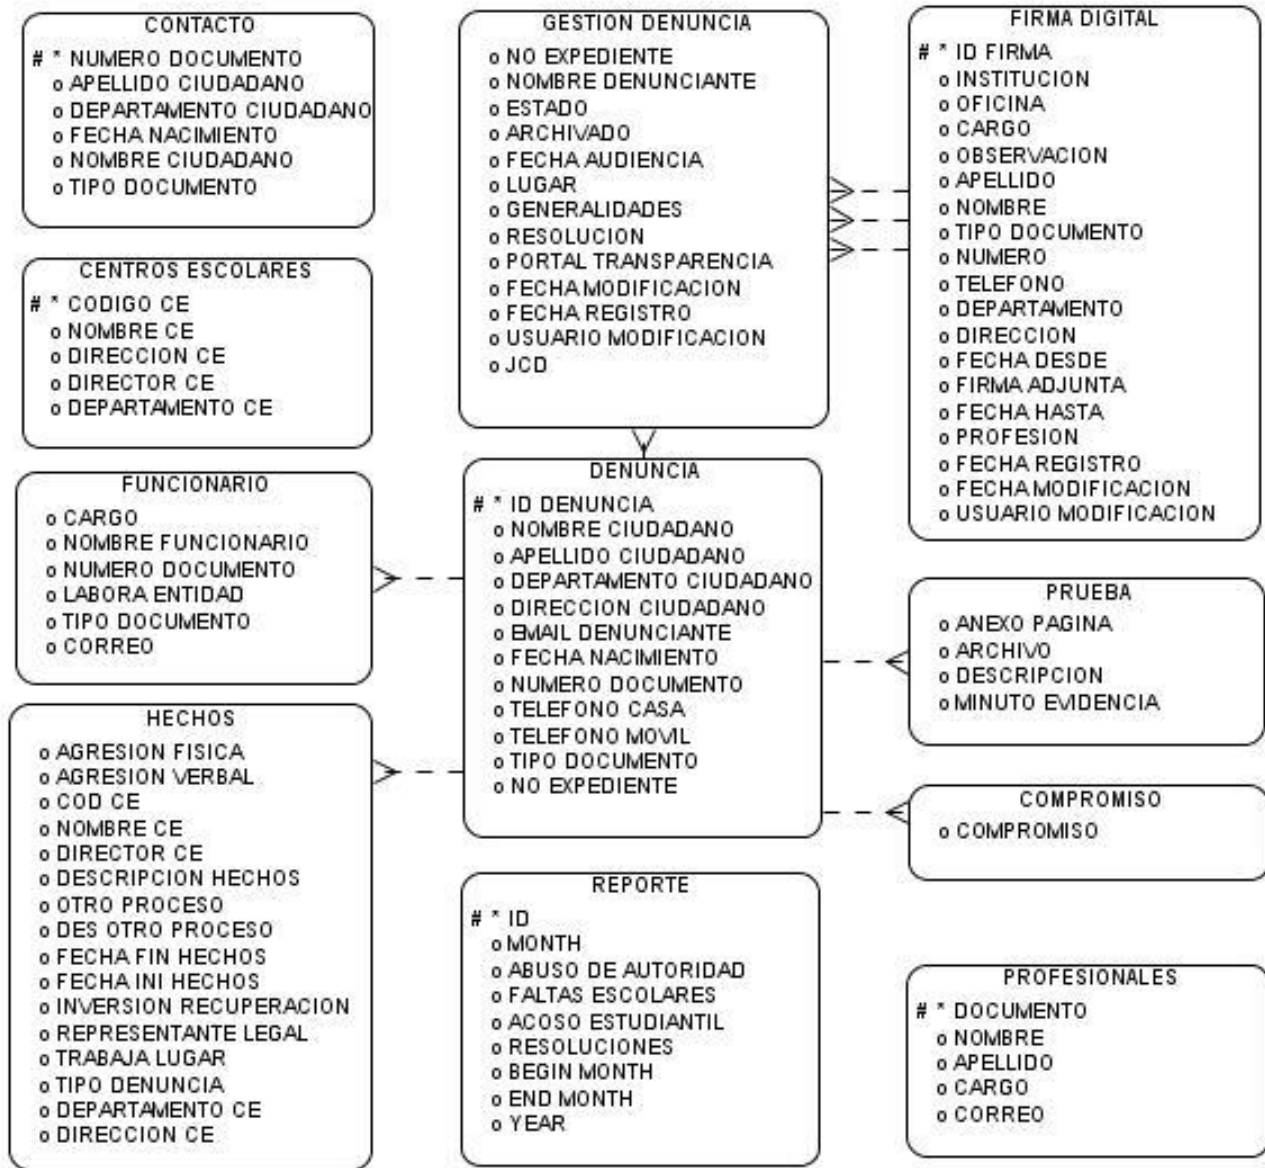 CONTACTO
# * NUMERO DOCUMENTO
o APELLIDO CIUDADANO
o DEPARTAMENTO CIUDADANO
o FECHA NACIMIENTO
o NOMBRE CIUDADANO
o TIPO DOCUMENTO
CENTROS ESCOLARES
# * CODIGO CE
o NOMBRE CE
o DIRECCION CE
o DIRECTOR CE
o DEPARTAMENTO CE
FUNCIONARIO
o CARGO
o NOMBRE FUNCIONARIO
o NUMERO DOCUMENTO
o LABORA ENTIDAD
o TIPO DOCUMENTO
o CORREO
HECHOS
o AGRESION FISICA
o AGRESION VERBAL
o COD CE
o NOMBRE CE
o DIRECTOR CE
o DESCRIPCION HECHOS
o OTRO PROCESO
o DES OTRO PROCESO
o FECHA FIN HECHOS
o FECHA INI HECHOS
o INVERSION RECUPERACION
o REPRESENTANTE LEGAL
o TRABAJA LUGAR
o TIPO DENUNCIA
o DEPARTAMENTO CE
o DIRECCION CE
GESTION DENUNCIA
o NO EXPEDIENTE
o NOMBRE DENUNCIANTE
o ESTADO
o ARCHIVADO
o FECHA AUDIENCIA
o LUGAR
o GENERALIDADES
o RESOLUCION
o PORTAL TRANSPARENCIA
o FECHA MODIFICACION
o FECHA REGISTRO
o USUARIO MODIFICACION
o JCD
DENUNCIA
# * ID DENUNCIA
o NOMBRE CIUDADANO
o APELLIDO CIUDADANO
o DEPARTAMENTO CIUDADANO
o DIRECCION CIUDADANO
o EMAIL DENUNCIANTE
o FECHA NACIMIENTO
o NUMERO DOCUMENTO
o TELEFONO CASA
o TELEFONO MOVIL
o TIPO DOCUMENTO
o NO EXPEDIENTE
REPORTE
# * ID
o MONTH
o ABUSO DE AUTORIDAD
o FALTAS ESCOLARES
o ACOSO ESTUDIANTIL
o RESOLUCIONES
o BEGIN MONTH
o END MONTH
o YEAR
FIRMA DIGITAL
# * ID FIRMA
o INSTITUCION
o OFICINA
o CARGO
o OBSERVACION
o APELLIDO
o NOMBRE
o TIPO DOCUMENTO
o NUMERO
o TELEFONO
o DEPARTAMENTO
o DIRECCION
o FECHA DESDE
o FIRMA ADJUNTA
o FECHA HASTA
o PROFESION
o FECHA REGISTRO
o FECHA MODIFICACION
o USUARIO MODIFICACION
PRUEBA
o ANEXO PAGINA
o ARCHIVO
o DESCRIPCION
o MINUTO EVIDENCIA
COMPROMISO
o COMPROMISO
PROFESIONALES
# * DOCUMENTO
o NOMBRE
o APELLIDO
o CARGO
o CORREO